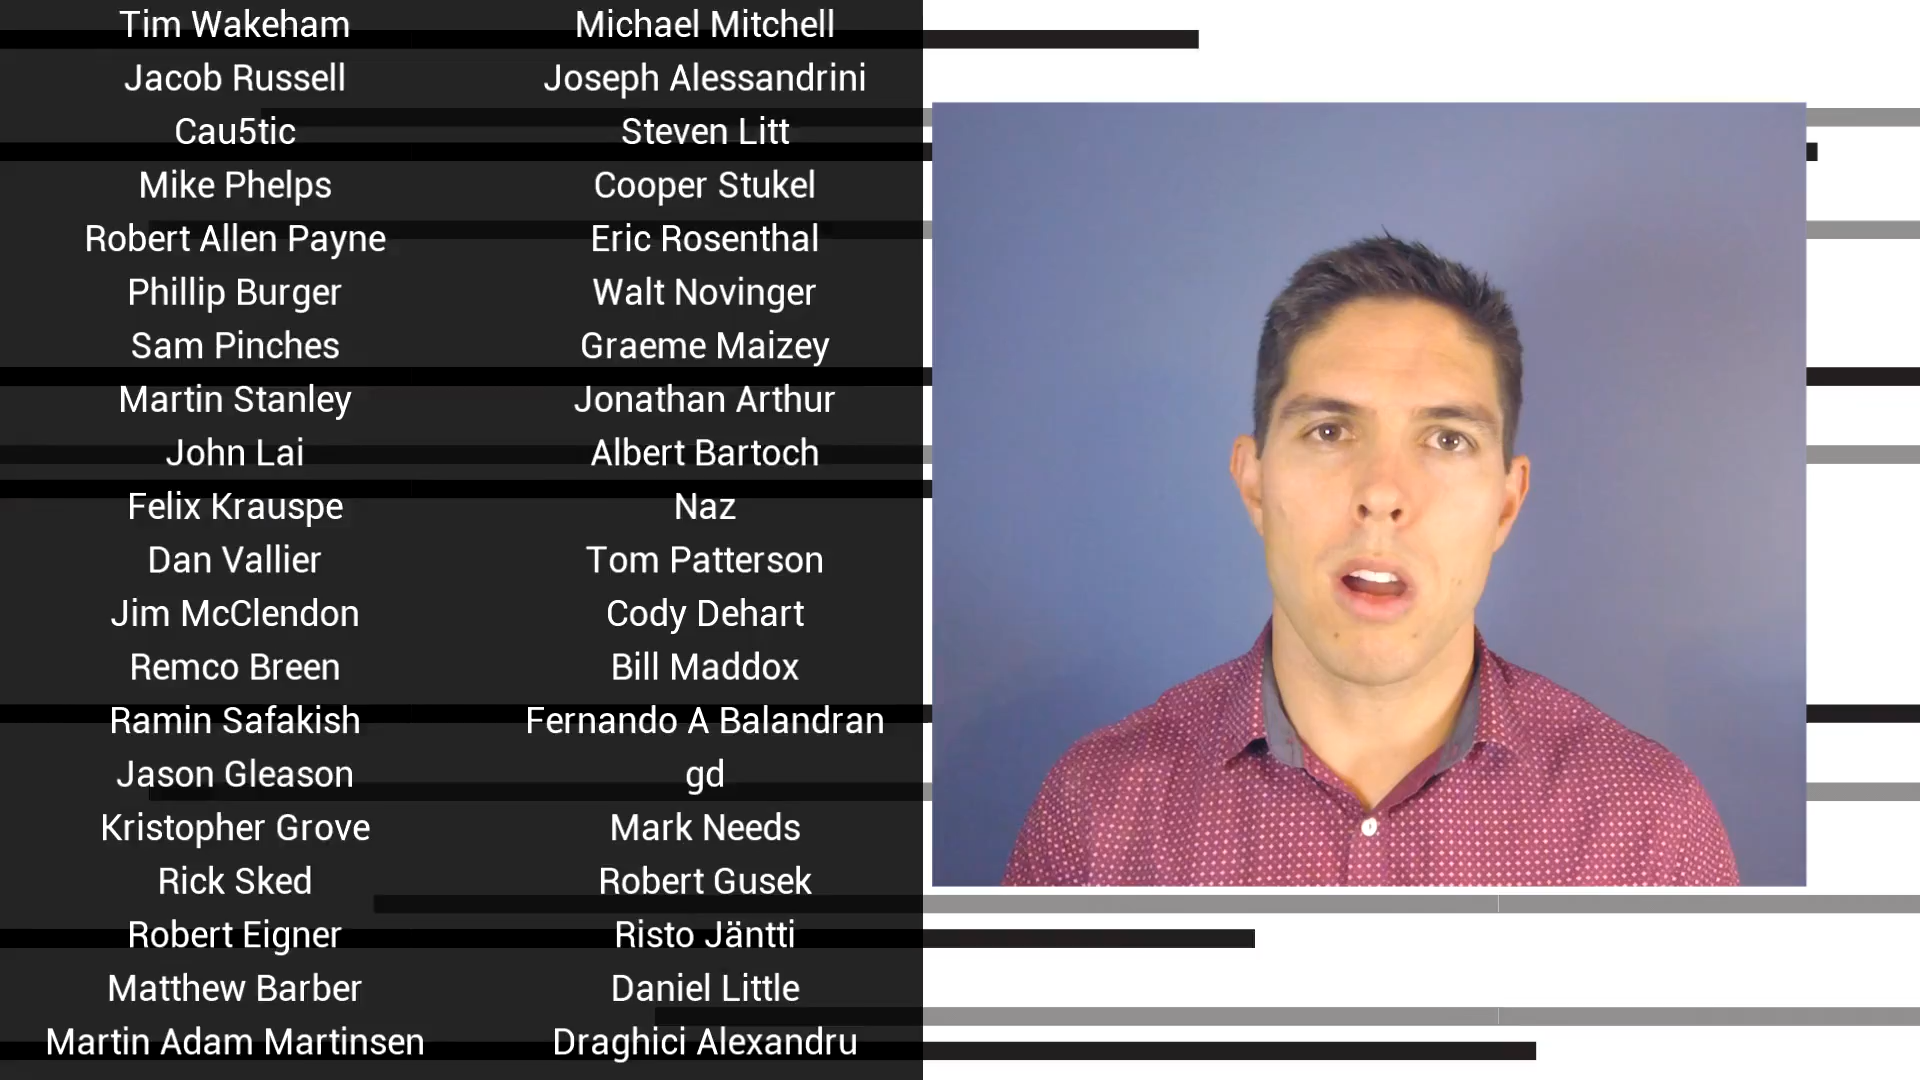 Tim Wakeham
Jacob Russell
Cau5tic
Mike Phelps
Robert Allen Payne
Phillip Burger
Sam Pinches
Martin Stanley
John Lai
Felix Krauspe
Dan Vallier
Jim McClendon
Remco Breen
Ramin Safakish
Jason Gleason
Kristopher Grove
Rick Sked
Robert Eigner
Matthew Barber
Martin Adam Martinsen
Michael Mitchell
Joseph Alessandrini
Steven Litt
Cooper Stukel
Eric Rosenthal
Walt Novinger
Graeme Maizey
Jonathan Arthur
Albert Bartoch
Naz
Tom Patterson
Cody Dehart
Bill Maddox
Fernando A Balandran
gd
Mark Needs
Robert Gusek
Risto Jäntti
Daniel Little
Draghici Alexandru